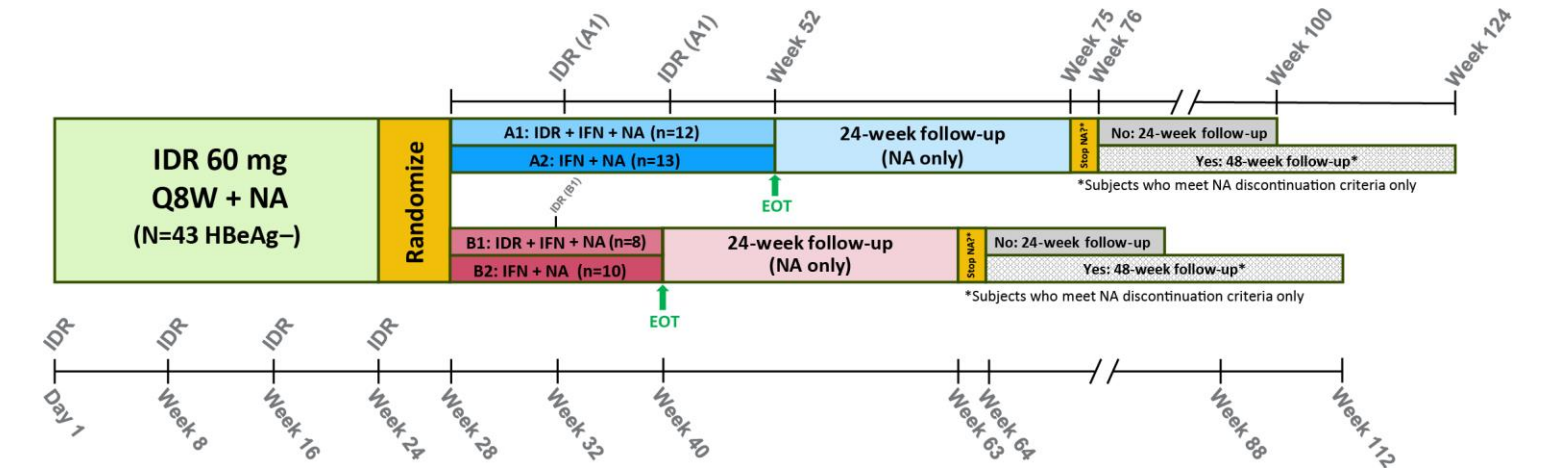 IDR (A1)
IDR (A1)
Week 52
Week 75
Week 76
Week 100
Week 124
IDR 60 mg
Q8W + NA
(N=43 HBeAg–)
Randomize
A1: IDR + IFN + NA (n=12)
A2: IFN + NA (n=13)
24-week follow-up
(NA only)
Stop NA?*
No: 24-week follow-up
Yes: 48-week follow-up*
*Subjects who meet NA discontinuation criteria only
EOT
IDR (B1)
B1: IDR + IFN + NA (n=8)
B2: IFN + NA (n=10)
24-week follow-up
(NA only)
Stop NA?*
No: 24-week follow-up
Yes: 48-week follow-up*
*Subjects who meet NA discontinuation criteria only
EOT
IDR
IDR
IDR
IDR
Day 1
Week 8
Week 16
Week 24
Week 28
Week 32
Week 40
Week 63
Week 64
Week 88
Week 112